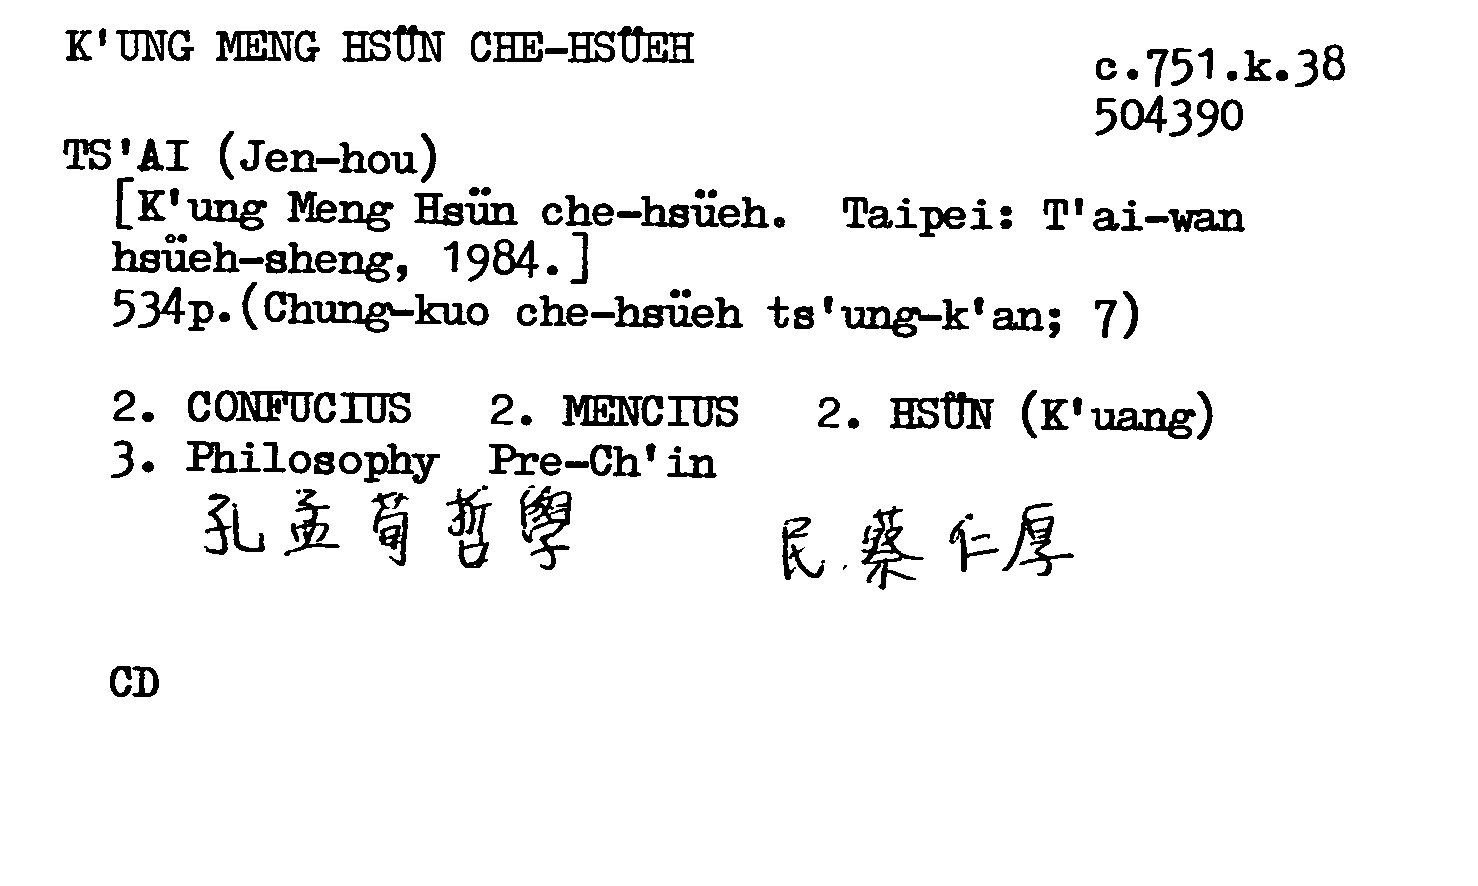 K'UNG MENG HSÜN CHE-HSÜEH
c.751.k.38
504390
TS'AI (Jen-hou)
[K'ung Meng Hsün che-hsüeh. Taipei: T'ai-wan
hsüeh-sheng, 1984.]
534p.(Chung-kuo che-hsüeh ts'ung-k'an; 7)
2. CONFUCIUS 2. MENCIUS 2. HSÜN (K'uang)
3. Philosophy Pre-Ch'in
孔孟荀哲學 民.蔡仁厚
CD